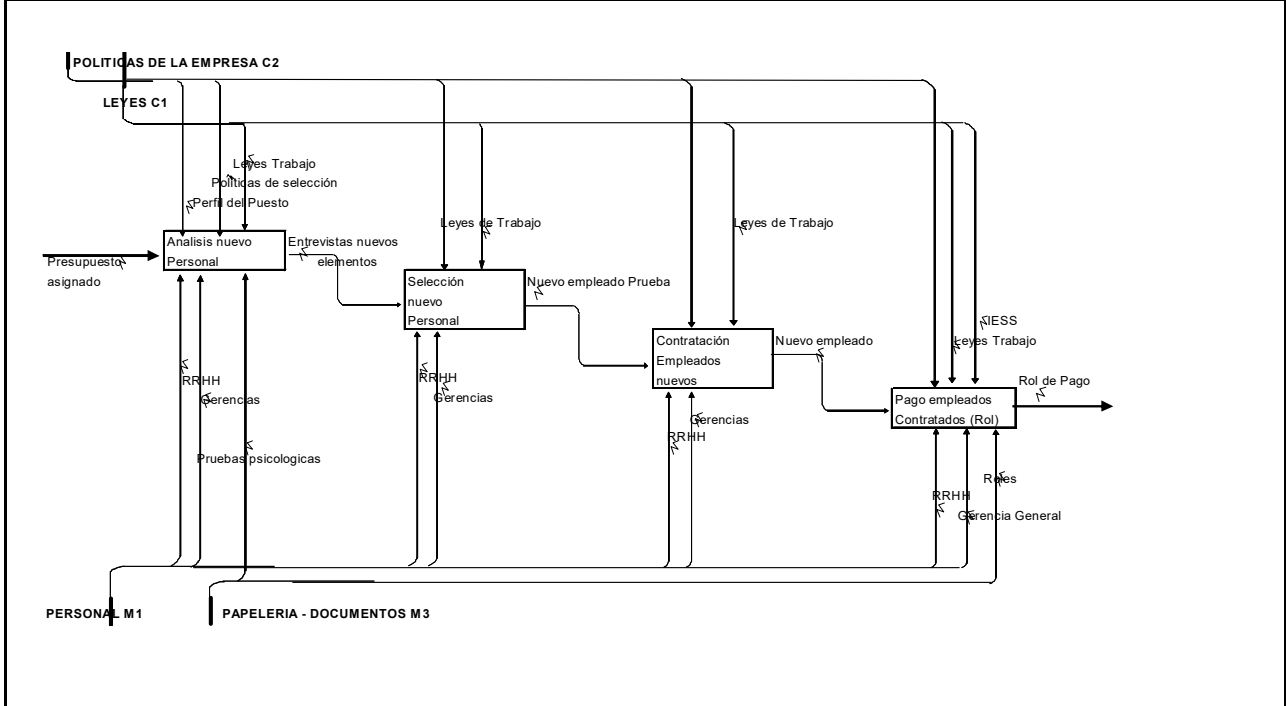 POLITICAS DE LA EMPRESA C2
LEYES C1
Leyes Trabajo
Políticas de selección
Perfil del Puesto
Analisis nuevo
Personal
Presupuesto
asignado
Entrevistas nuevos
elementos
Leyes de Trabajo
Selección
nuevo
Personal
Nuevo empleado Prueba
Leyes de Trabajo
Contratación
Empleados
nuevos
Nuevo empleado
IESS
Leyes Trabajo
Pago empleados
Contratados (Rol)
Rol de Pago
RRHH
Gerencias
Pruebas psicologicas
RRHH
Gerencias
Gerencias
RRHH
Roles
RRHH
Gerencia General
PERSONAL M1
PAPELERIA - DOCUMENTOS M3